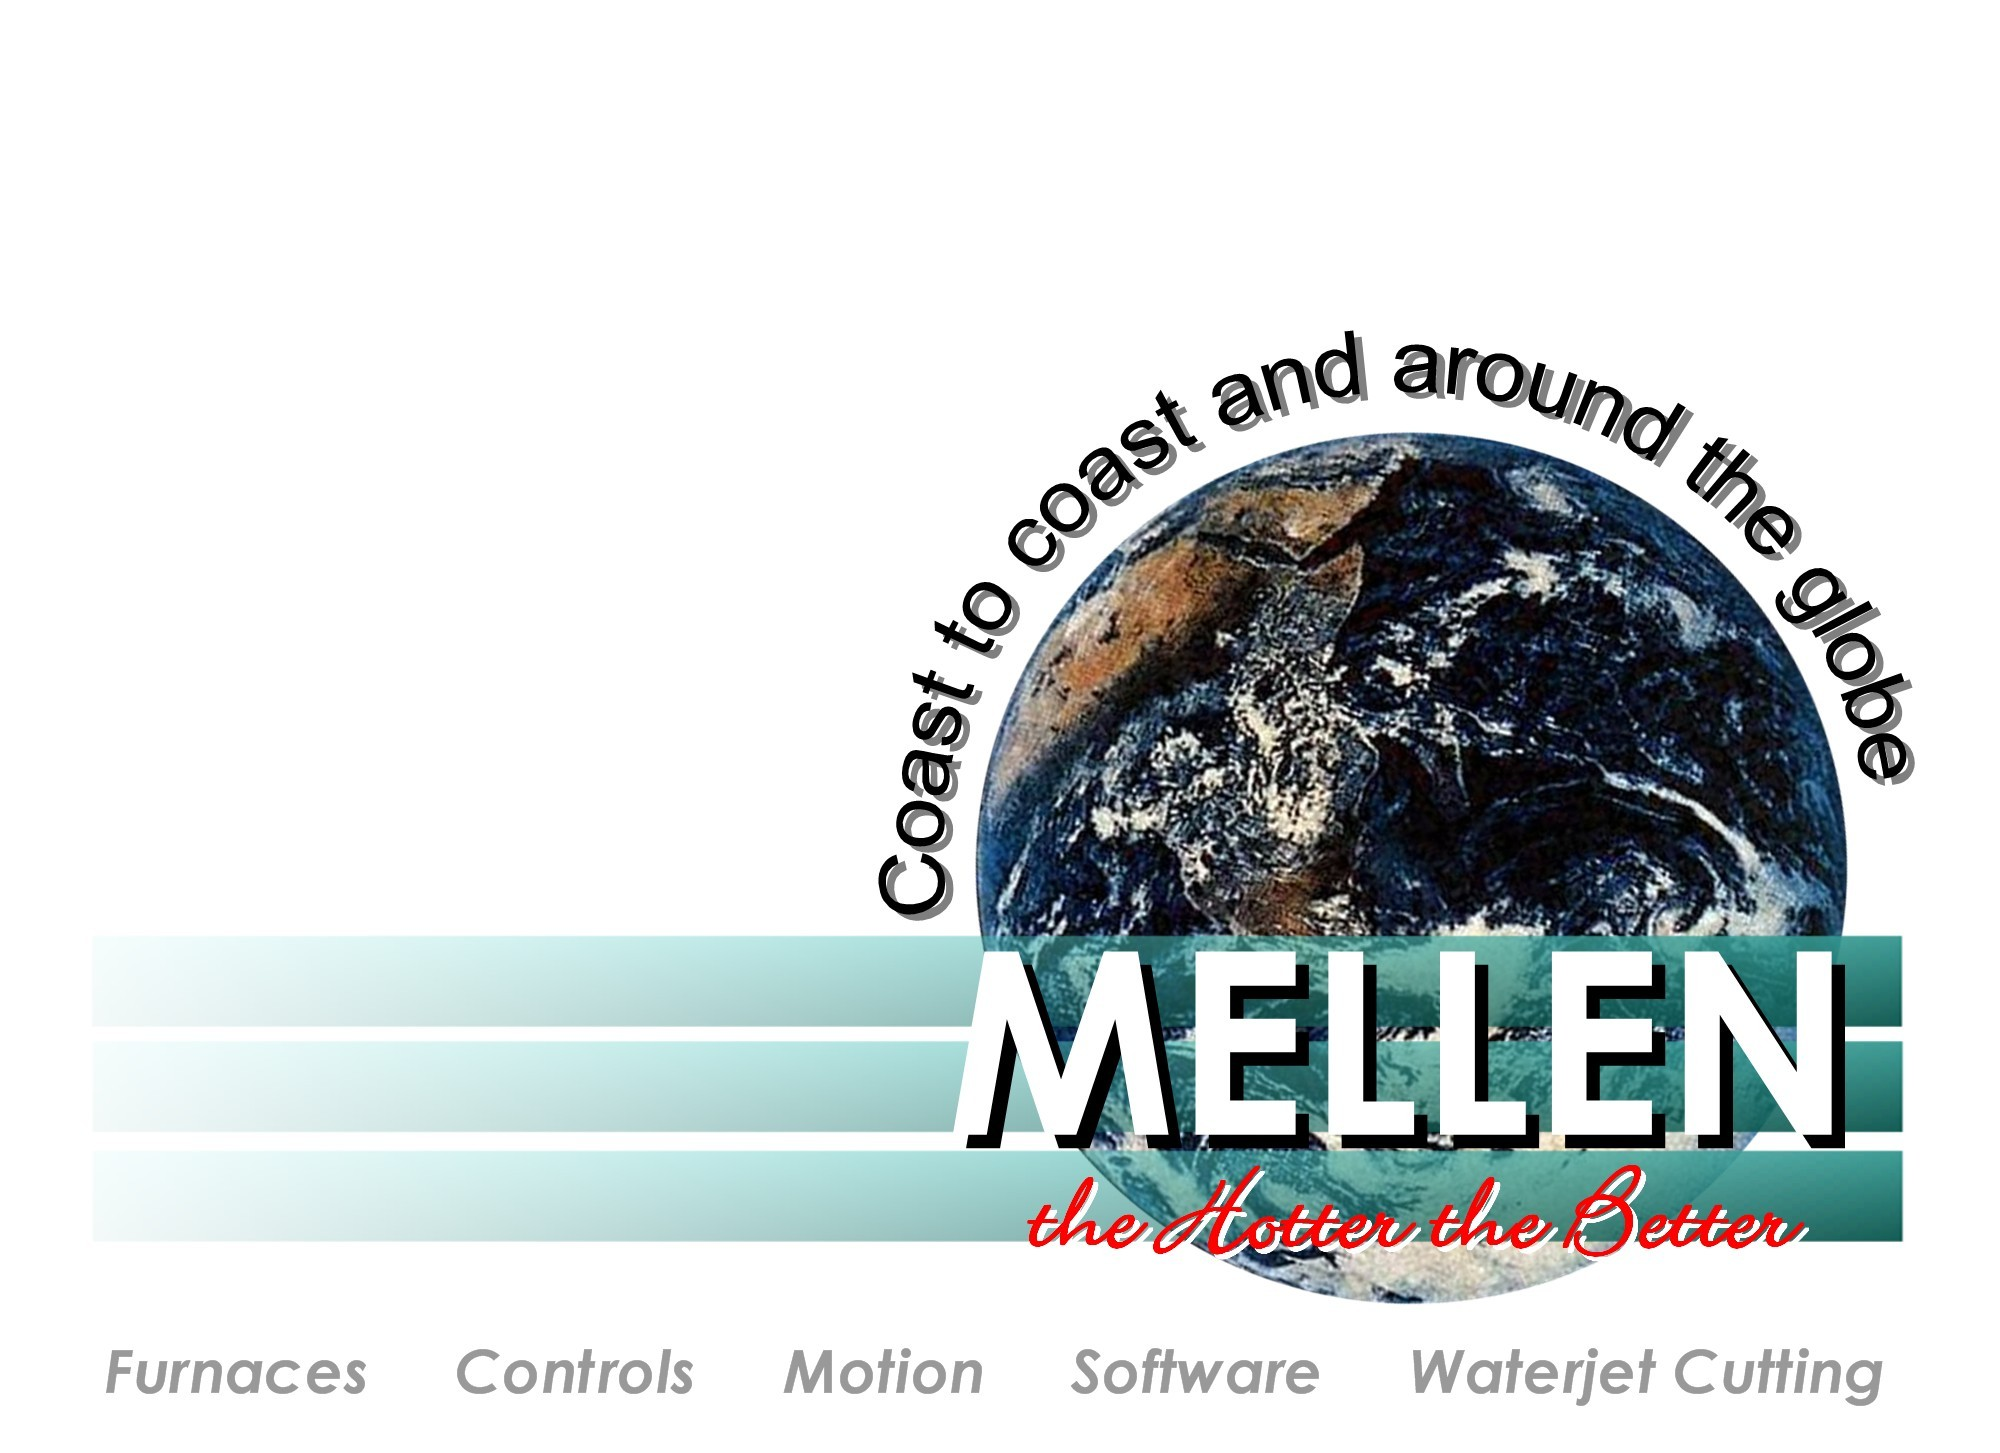 Coast to coast and around the globe
MELLEN
the Hotter the Better
Furnaces Controls Motion Software Waterjet Cutting